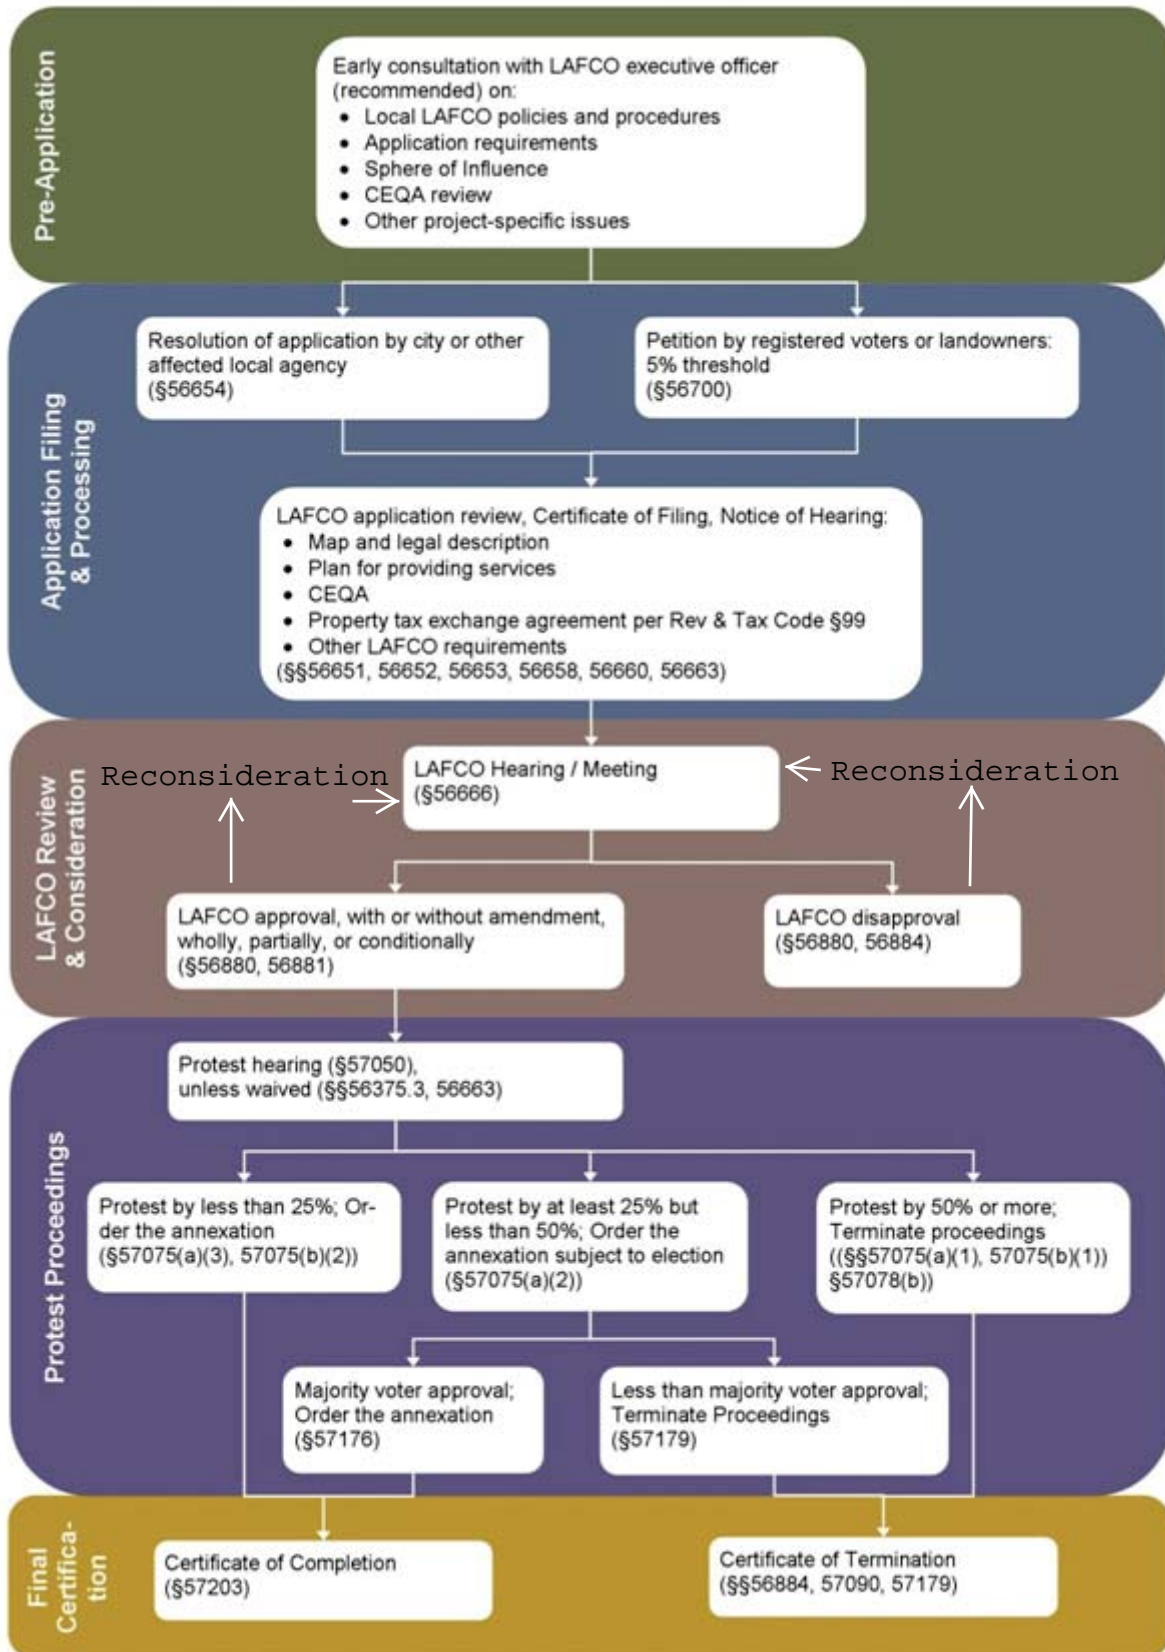 Pre-Application
Early consultation with LAFCO executive officer
(recommended) on:
• Local LAFCO policies and procedures
• Application requirements
• Sphere of Influence
• CEQA review
• Other project-specific issues
Application Filing
& Processing
Resolution of application by city or other
affected local agency
(§56654)
Petition by registered voters or landowners:
5% threshold
(§56700)
LAFCO application review, Certificate of Filing, Notice of Hearing:
• Map and legal description
• Plan for providing services
• CEQA
• Property tax exchange agreement per Rev & Tax Code §99
• Other LAFCO requirements
(§§56651, 56652, 56653, 56658, 56660, 56663)
LAFCO Review
& Consideration
Reconsideration
LAFCO Hearing / Meeting
(§56666)
Reconsideration
LAFCO approval, with or without amendment,
wholly, partially, or conditionally
(§56880, 56881)
LAFCO disapproval
(§56880, 56884)
Protest Proceedings
Protest hearing (§57050),
unless waived (§§56375.3, 56663)
Protest by less than 25%; Or-
der the annexation
(§57075(a)(3), 57075(b)(2))
Protest by at least 25% but
less than 50%; Order the
annexation subject to election
(§57075(a)(2))
Protest by 50% or more;
Terminate proceedings
((§§57075(a)(1), 57075(b)(1))
§57078(b))
Majority voter approval;
Order the annexation
(§57176)
Less than majority voter approval;
Terminate Proceedings
(§57179)
Final
Certifica-
tion
Certificate of Completion
(§57203)
Certificate of Termination
(§§56884, 57090, 57179)